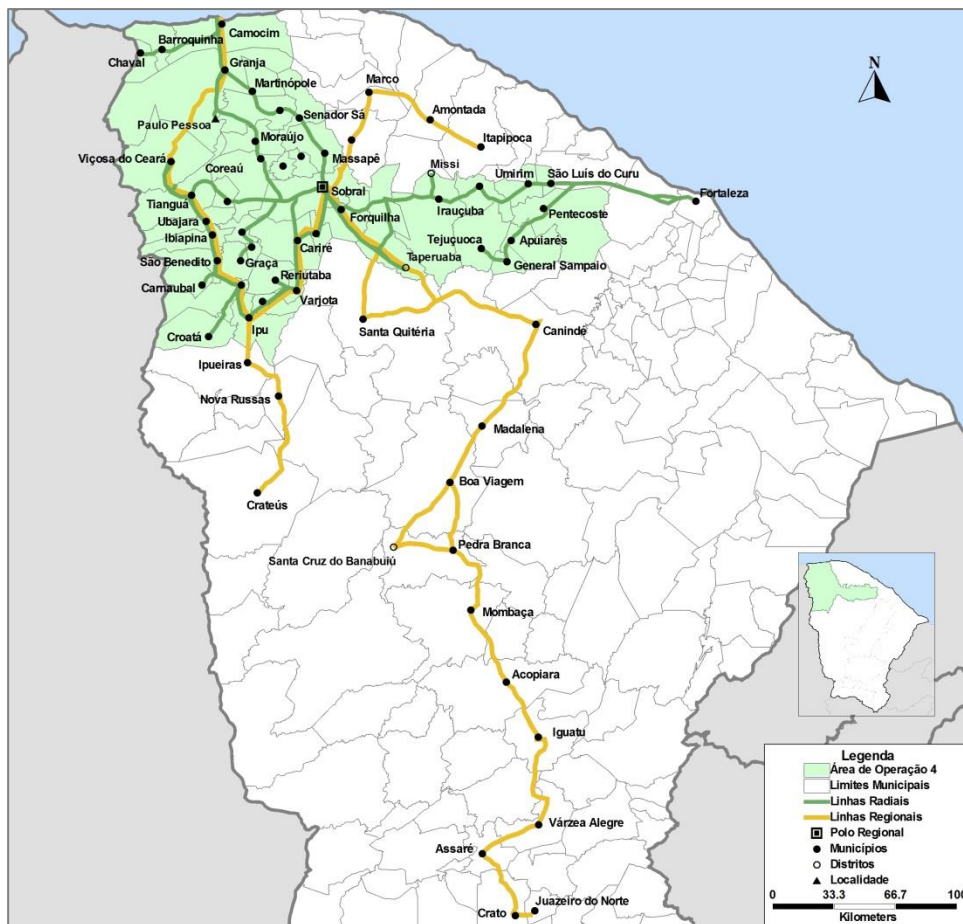 Camocim
Barroquinha
Chaval
Granja
N
Martinópole
Marco
Senador Sá
Amontada
Paulo Pessoa
Moraújo
Itapipoca
Viçosa do Ceará
Massapê
Missi
Coreaú
Umirim
São Luís do Curu
Sobral
Fortaleza
Tianguá
Forquilha
Irauçuba
Pentecoste
Ubajara
Ibiapina
Cariré
Tejuçuoca
Apuiarés
São Benedito
Graça
Taperuaba
General Sampaio
Reriutaba
Carnaubal
Varjota
Santa Quitéria
Canindé
Croatá
Ipu
Ipueiras
Nova Russas
Madalena
Boa Viagem
Crateús
Pedra Branca
Santa Cruz do Banabuiú
Mombaça
Acopiara
Iguatu
Várzea Alegre
Assaré
Juazeiro do Norte
Crato
Legenda
Área de Operação 4
Limites Municipais
Linhas Radiais
Linhas Regionais
Polo Regional
Municípios
Distritos
Localidade
0 33.3 66.7 100
Kilometers